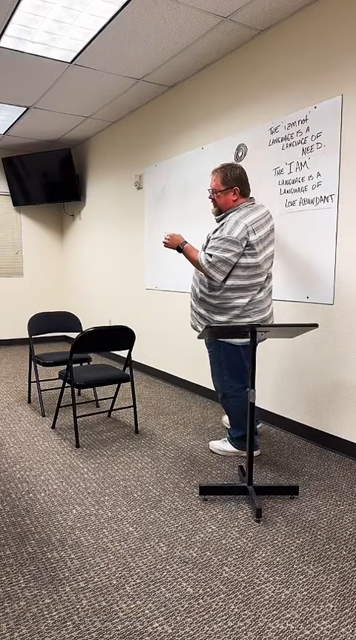 THE "i am not"
LANGUAGE IS A
LANGUAGE OF
NEED.
THE "I AM"
LANGUAGE IS A
LANGUAGE OF
LOVE ABUNDANT